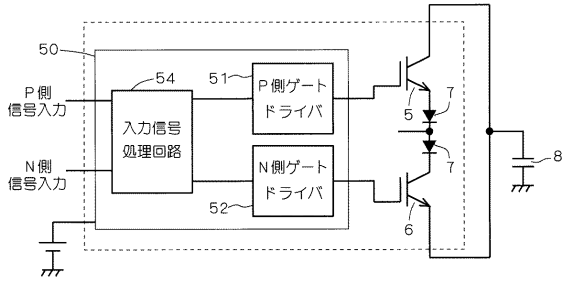 50
54
51
P側
信号入力
入力信号
処理回路
P側ゲート
ドライバ
5
7
N側
信号入力
N側ゲート
ドライバ
52
7
6
8